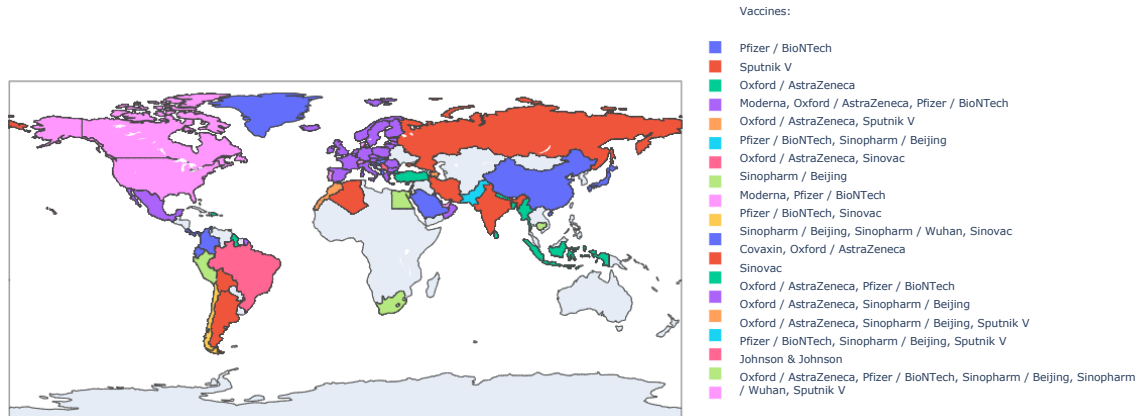 Vaccines:
Pfizer / BioNTech
Sputnik V
Oxford / AstraZeneca
Moderna, Oxford / AstraZeneca, Pfizer / BioNTech
Oxford / AstraZeneca, Sputnik V
Pfizer / BioNTech, Sinopharm / Beijing
Oxford / AstraZeneca, Sinovac
Sinopharm / Beijing
Moderna, Pfizer / BioNTech
Pfizer / BioNTech, Sinovac
Sinopharm / Beijing, Sinopharm / Wuhan, Sinovac
Covaxin, Oxford / AstraZeneca
Sinovac
Oxford / AstraZeneca, Pfizer / BioNTech
Oxford / AstraZeneca, Sinopharm / Beijing
Oxford / AstraZeneca, Sinopharm / Beijing, Sputnik V
Pfizer / BioNTech, Sinopharm / Beijing, Sputnik V
Johnson & Johnson
Oxford / AstraZeneca, Pfizer / BioNTech, Sinopharm / Beijing, Sinopharm
/ Wuhan, Sputnik V